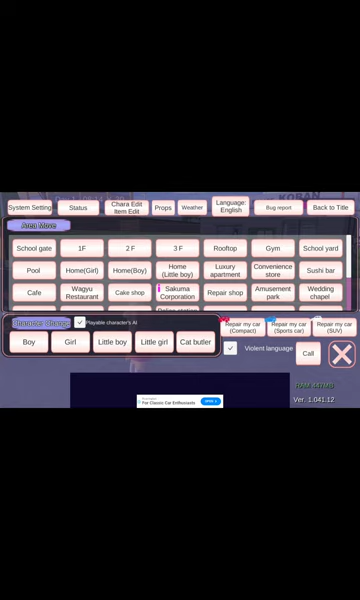 KOBAN
System Setting
Status
Chara Edit
Item Edit
Props
Weather
Language:
English
Bug report
Back to Title
Area Move
School gate
1F
2F
3F
Rooftop
Gym
School yard
Pool
Home(Girl)
Home(Boy)
Home
(Little boy)
Luxury
apartment
Convenience
store
Sushi bar
Cafe
Wagyu
Restaurant
Cake shop
Sakuma
Corporation
Repair shop
Amusement
park
Wedding
chapel
Character Change
Playable character's AI
Boy
Girl
Little boy
Little girl
Cat butler
Repair my car
(Compact)
Repair my car
(Sports car)
Repair my car
(SUV)
Violent language
Call
For Classic Car Enthusiasts
OPEN
Ver. 1.041.12